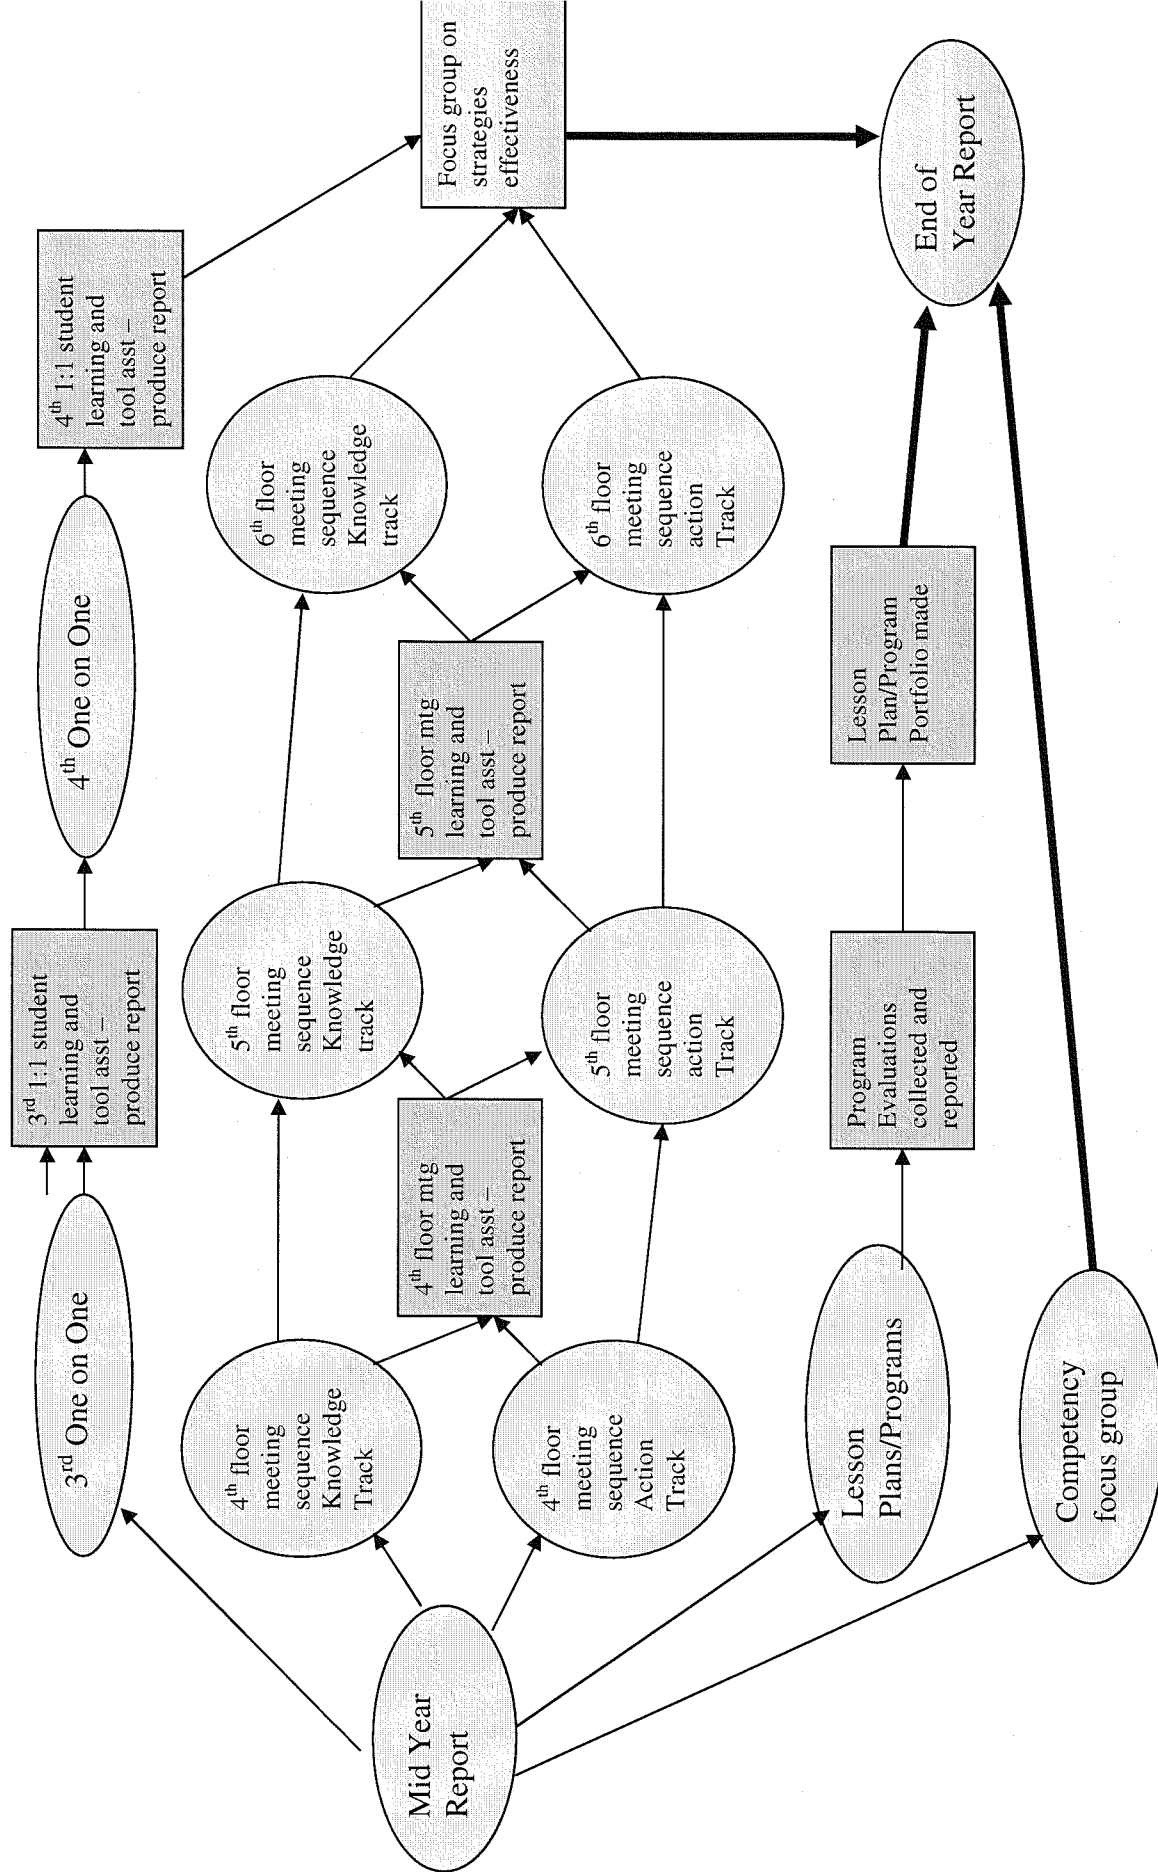 3rd One on One
3rd 1:1 student
learning and
tool asst –
produce report
4th One on One
4th 1:1 student
learning and
tool asst –
produce report
Mid Year
Report
4th floor
meeting
sequence
Knowledge
Track
4th floor
meeting
sequence
Action
Track
4th floor mtg
learning and
tool asst –
produce report
5th floor
meeting
sequence
Knowledge
track
5th floor
meeting
sequence
action
Track
5th floor mtg
learning and
tool asst –
produce report
6th floor
meeting
sequence
Knowledge
track
6th floor
meeting
sequence
action
Track
Focus group on
strategies
effectiveness
Lesson
Plans/Programs
Program
Evaluations
collected and
reported
Lesson
Plan/Program
Portfolio made
End of
Year Report
Competency
focus group